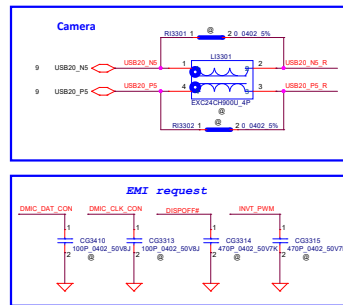 Camera
@
RI3301 1 2 0_0402_5%
LI3301
9 USB20_N5 USB20_N5 1 2 USB20_N5_R
9 USB20_P5 USB20_P5 4 3 USB20_P5_R
EXC24CH900U_4P
@
@
RI3302 1 2 0_0402_5%
EMI request
DMIC_DAT_CON DMIC_CLK_CON DISPOFF# INVT_PWM
1 1 1 1
CG3410 CG3313 CG3314 CG3315
100P_0402_50V8J 100P_0402_50V8J 470P_0402_50V7K
2 @ 2 @ 2 @ 2 @